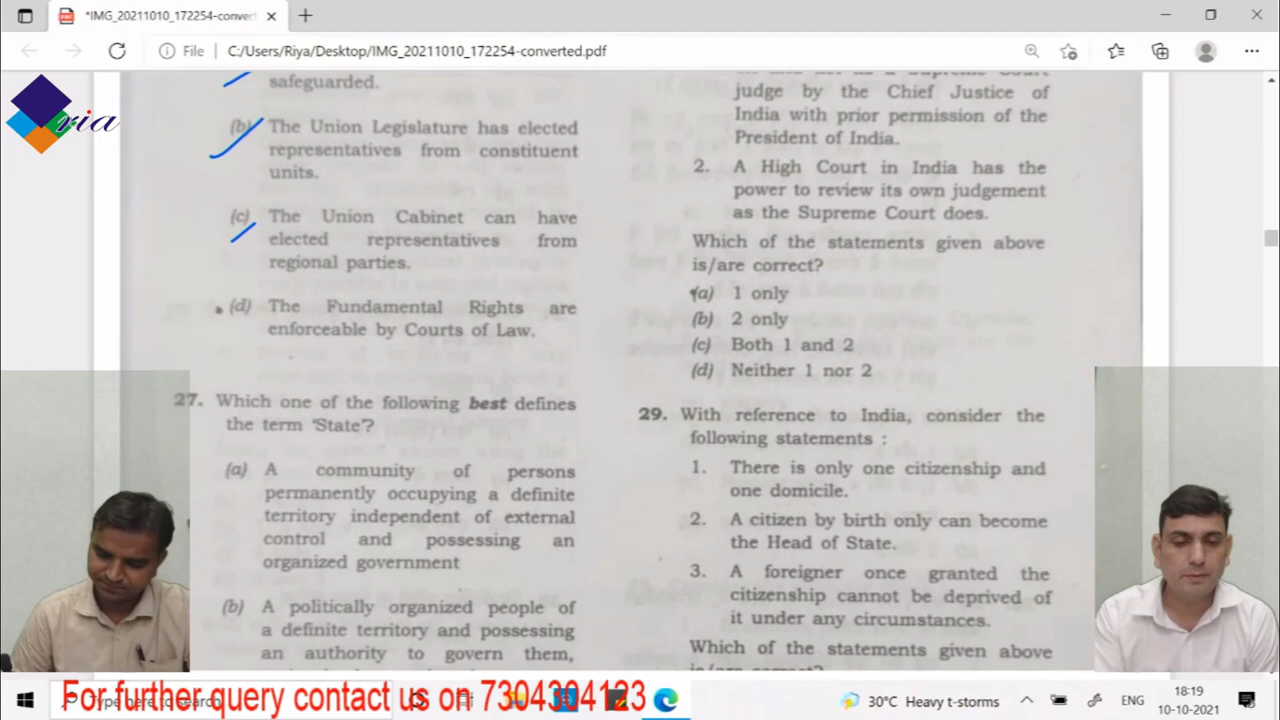 *IMG_20211010_172254-convert
File
C:/Users/Riya/Desktop/IMG_20211010_172254-converted.pdf
ria
safeguarded.
(b) The Union Legislature has elected
representatives from constituent
units.
(c) The Union Cabinet can have
elected representatives from
regional parties.
(d) The Fundamental Rights are
enforceable by Courts of Law.
27. Which one of the following best defines
the term 'State'?
(a) A community of persons
permanently occupying a definite
territory independent of external
control and possessing an
organized government
(b) A politically organized people of
a definite territory and possessing
an authority to govern them,
judge by the Chief Justice of
India with prior permission of the
President of India.
2. A High Court in India has the
power to review its own judgement
as the Supreme Court does.
Which of the statements given above
is/are correct?
(a) 1 only
(b) 2 only
(c) Both 1 and 2
(d) Neither 1 nor 2
29. With reference to India, consider the
following statements :
1. There is only one citizenship and
one domicile.
2. A citizen by birth only can become
the Head of State.
3. A foreigner once granted the
citizenship cannot be deprived of
it under any circumstances.
Which of the statements given above
is/are correct?
For further query contact us on 7304304123
30°C Heavy t-storms
ENG
18:19
10-10-2021